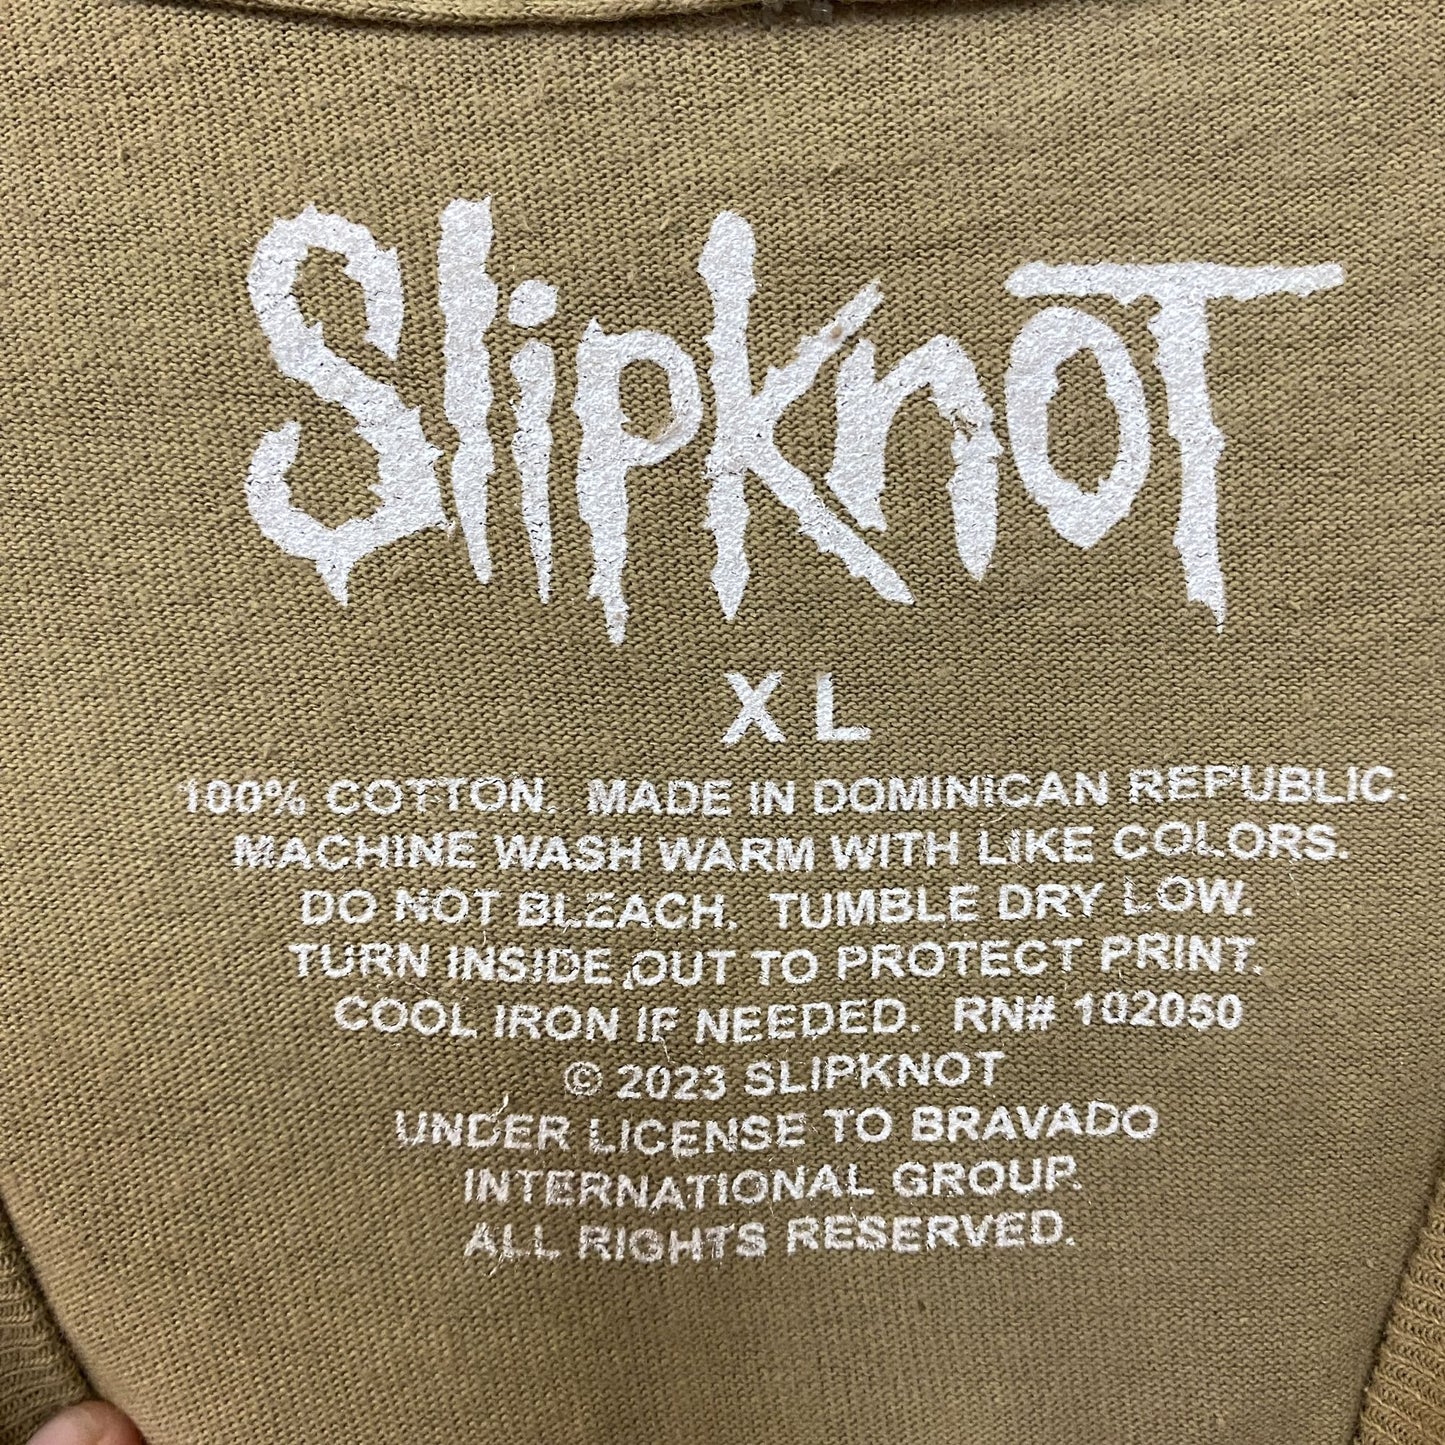 Slipknot
XL
100% COTTON. MADE IN DOMINICAN REPUBLIC.
MACHINE WASH WARM WITH LIKE COLORS.
DO NOT BLEACH. TUMBLE DRY LOW.
TURN INSIDE OUT TO PROTECT PRINT.
COOL IRON IF NEEDED. RN# 102050
© 2023 SLIPKNOT
UNDER LICENSE TO BRAVADO
INTERNATIONAL GROUP.
ALL RIGHTS RESERVED.